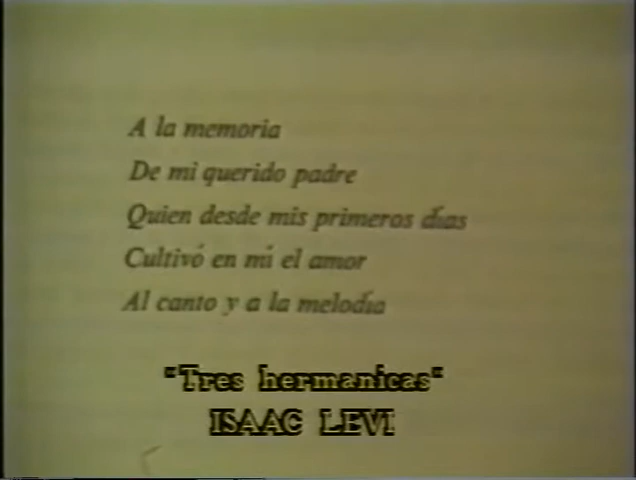 A la memoria
De mi querido padre
Quien desde mis primeros días
Cultivó en mí el amor
Al canto y a la melodía
"Tres hermanicas"
ISAAC LEVI